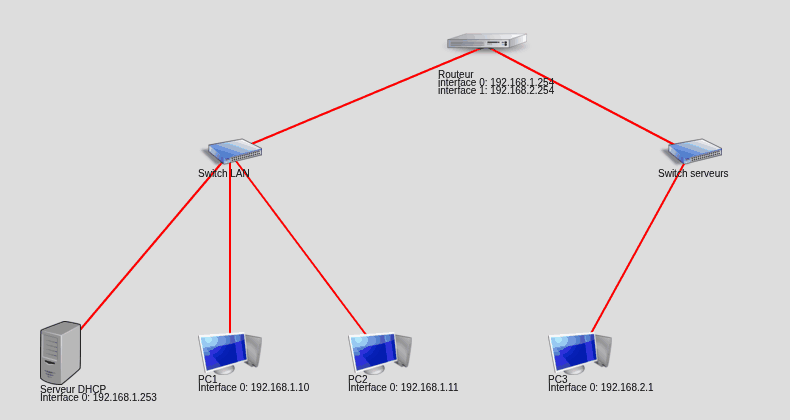 Routeur
interface 0: 192.168.1.254
interface 1: 192.168.2.254
Switch LAN
Switch serveurs
Serveur DHCP
Interface 0: 192.168.1.253
PC1
Interface 0: 192.168.1.10
PC2
Interface 0: 192.168.1.11
PC3
Interface 0: 192.168.2.1